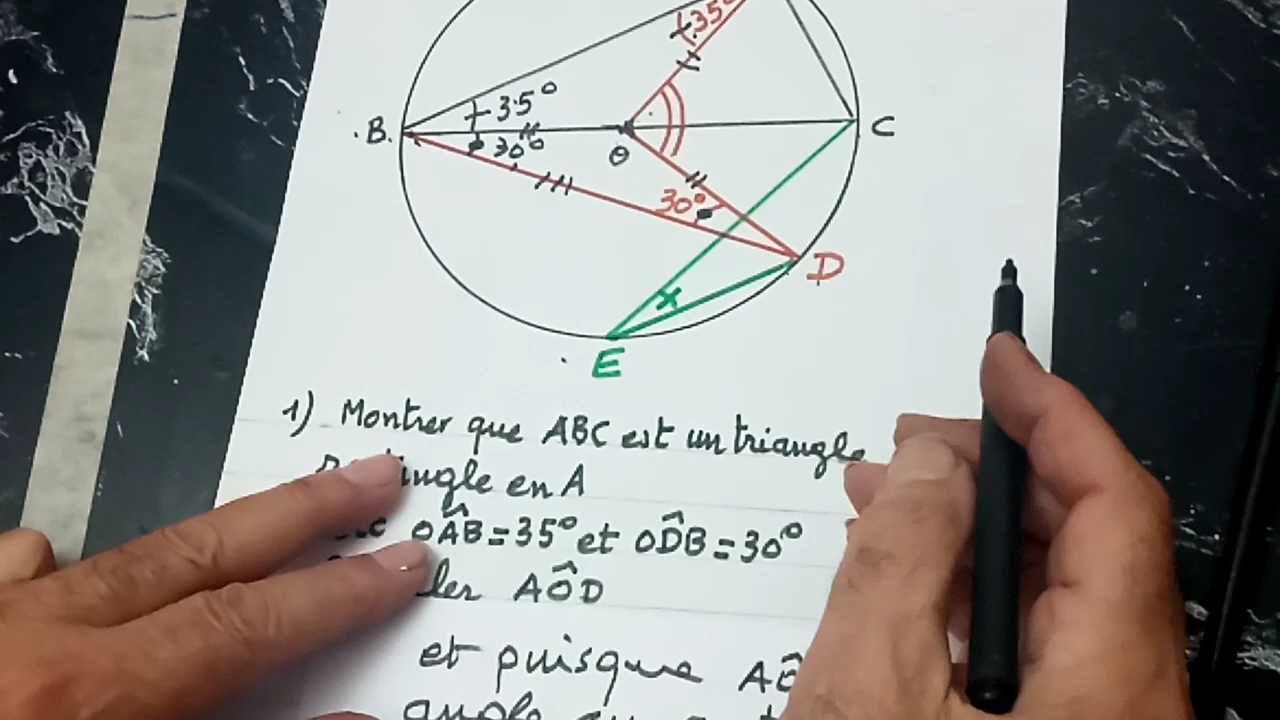 35°
B. 35° C
30° O
30°
D
x
E
1) Montrer que ABC est un triangle
en A
OÂB = 35° et OD̂B = 30°
AÔD
et puisque